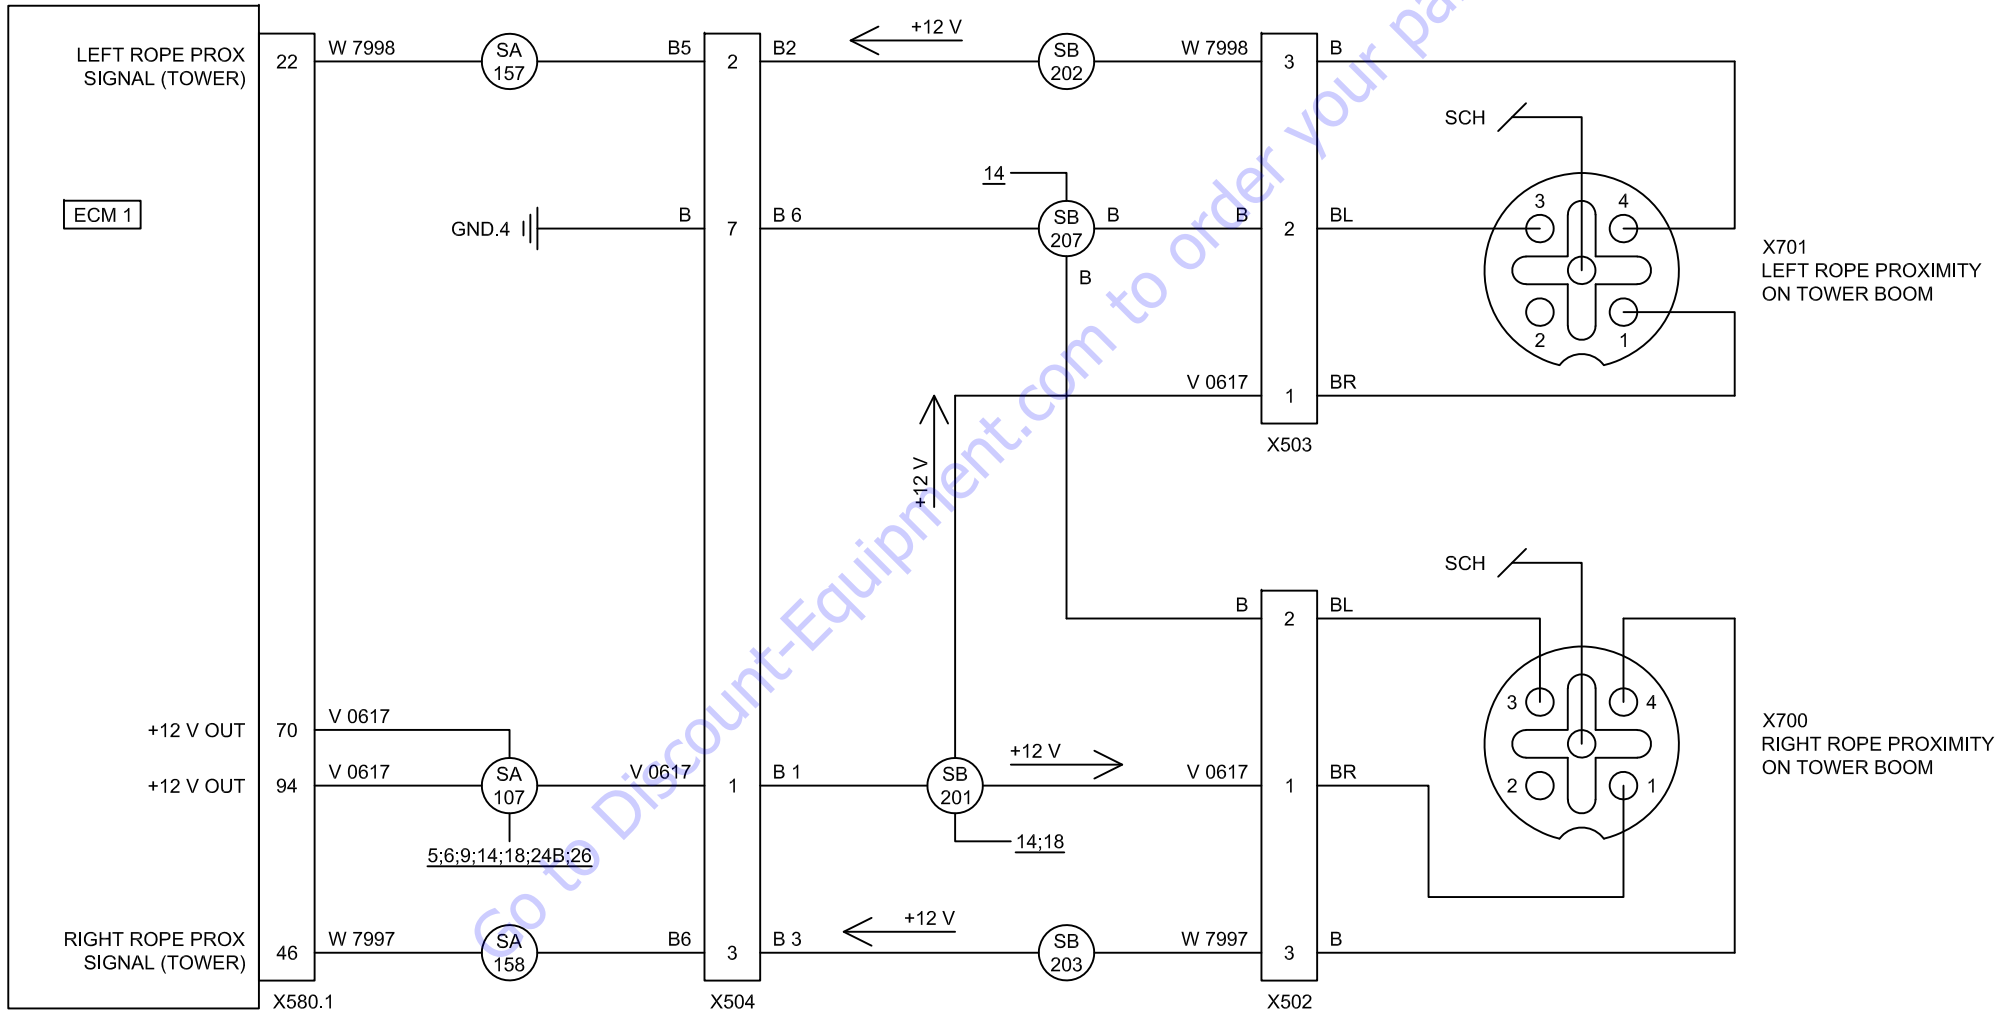 LEFT ROPE PROX
SIGNAL (TOWER)
22
W 7998
SA
157
B5
2
B2
+12 V
SB
202
W 7998
3
B
SCH
ECM 1
GND.4
B
7
B 6
14
SB
207
B
B
B
2
BL
3
4
2
1
X701
LEFT ROPE PROXIMITY
ON TOWER BOOM
V 0617
1
BR
X503
+12 V
SCH
B
2
BL
3
4
2
1
X700
RIGHT ROPE PROXIMITY
ON TOWER BOOM
+12 V OUT
70
V 0617
+12 V OUT
94
V 0617
SA
107
V 0617
1
B 1
SB
201
+12 V
V 0617
1
BR
5;6;9;14;18;24B;26
14;18
RIGHT ROPE PROX
SIGNAL (TOWER)
46
W 7997
SA
158
B6
3
B 3
+12 V
SB
203
W 7997
3
B
X580.1
X504
X502
Go to Discount-Equipment.com to order your